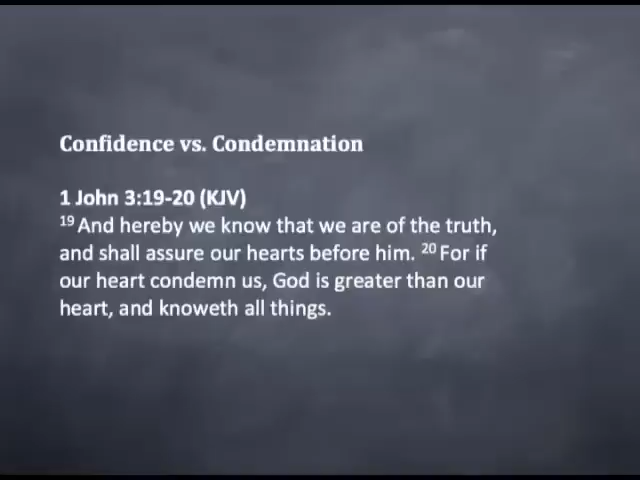 Confidence vs. Condemnation
1 John 3:19-20 (KJV)
19 And hereby we know that we are of the truth,
and shall assure our hearts before him. 20 For if
our heart condemn us, God is greater than our
heart, and knoweth all things.